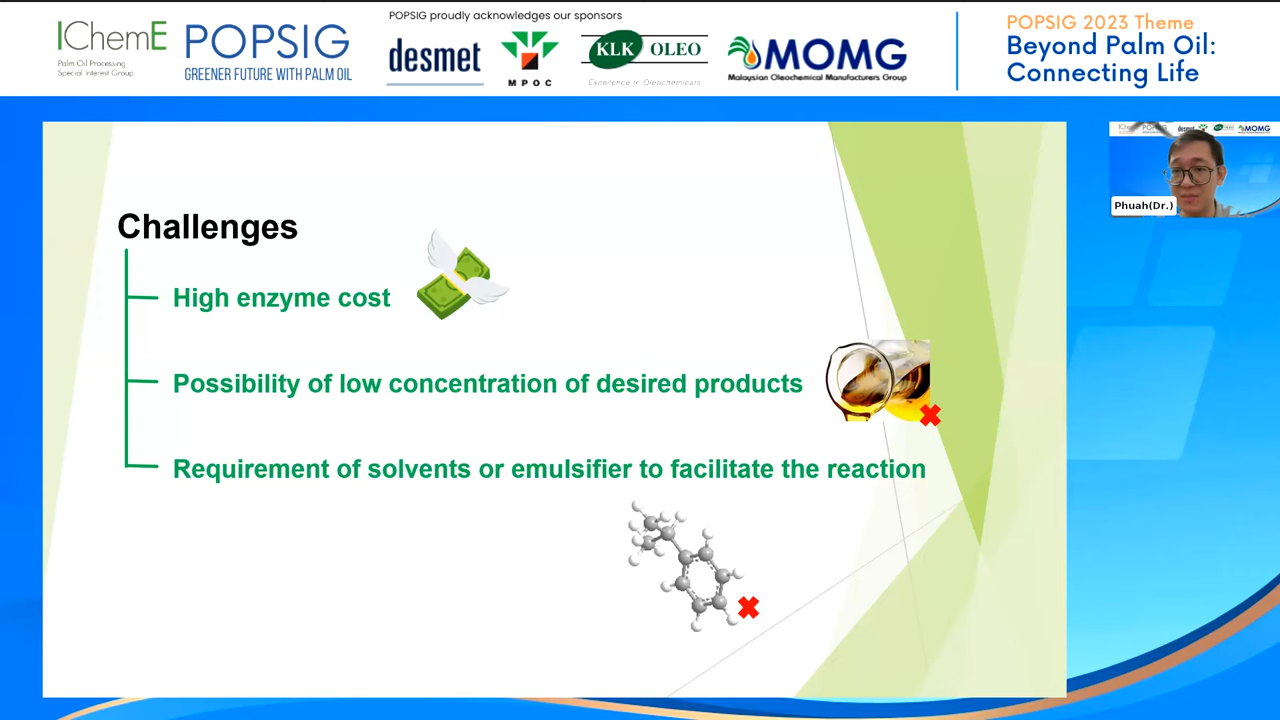 IChemE
Palm Oil Processing
Special Interest Group
POPSIG
GREENER FUTURE WITH PALM OIL
POPSIG proudly acknowledges our sponsors
desmet
MPOC
KLK OLEO
Excellence in Oleochemicals
MOMG
Malaysian Oleochemical Manufacturers Group
POPSIG 2023 Theme
Beyond Palm Oil:
Connecting Life
Challenges
High enzyme cost
Possibility of low concentration of desired products
Requirement of solvents or emulsifier to facilitate the reaction
MOMG
Phuah(Dr.)